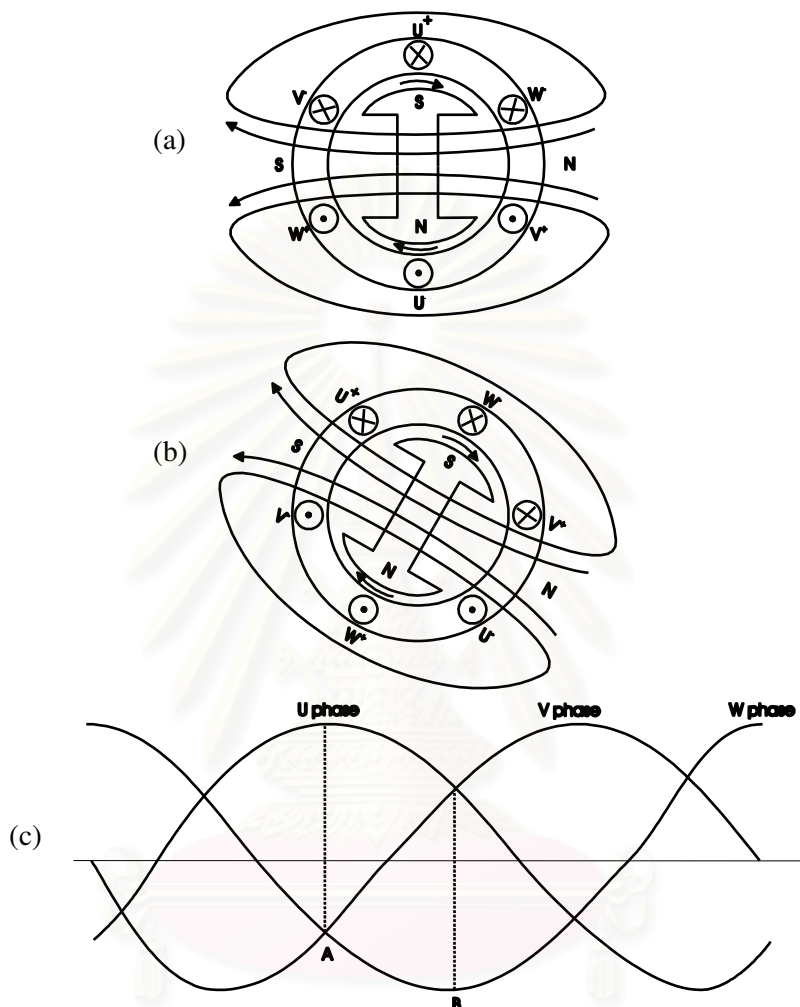 U+
V-
W-
S
(a)
S
N
N
W+
V+
U-
U+
W-
S
S
(b)
V-
V+
N
N
W+
U-
U phase
V phase
W phase
(c)
A
B